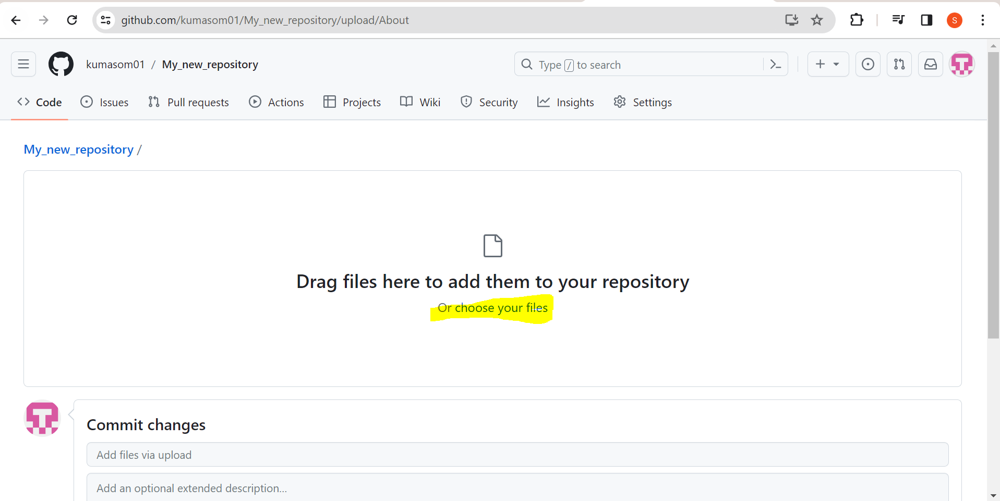 github.com/kumasom01/My_new_repository/upload/About
S
kumasom01 / My_new_repository
Type / to search
Code Issues Pull requests Actions Projects Wiki Security Insights Settings
My_new_repository /
Drag files here to add them to your repository
Or choose your files
Commit changes
Add files via upload
Add an optional extended description...